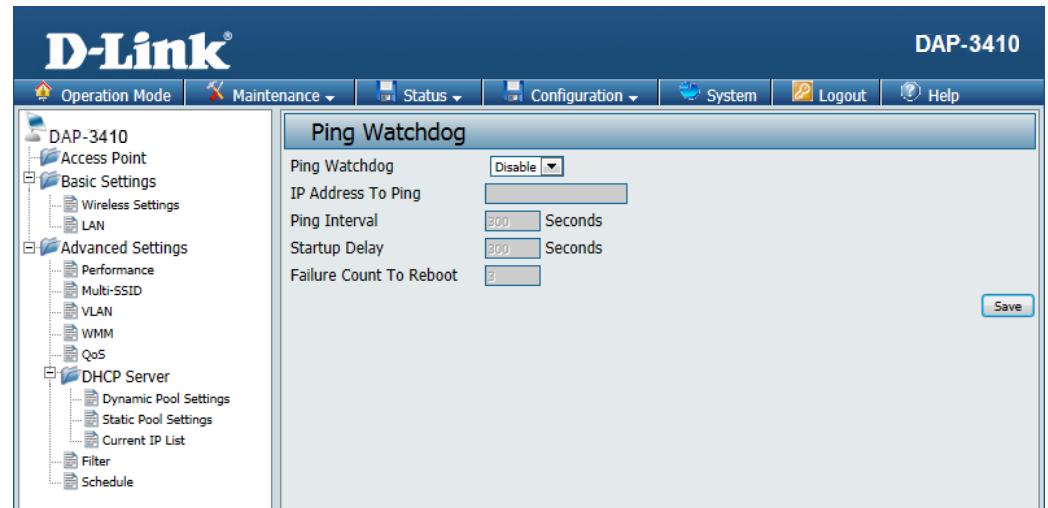 D-Link®
DAP-3410
Operation Mode Maintenance Status Configuration System Logout Help
DAP-3410
Access Point
Basic Settings
Wireless Settings
LAN
Advanced Settings
Performance
Multi-SSID
VLAN
WMM
QoS
DHCP Server
Dynamic Pool Settings
Static Pool Settings
Current IP List
Filter
Schedule
Ping Watchdog
Ping Watchdog Disable
IP Address To Ping
Ping Interval 300 Seconds
Startup Delay 300 Seconds
Failure Count To Reboot 3
Save